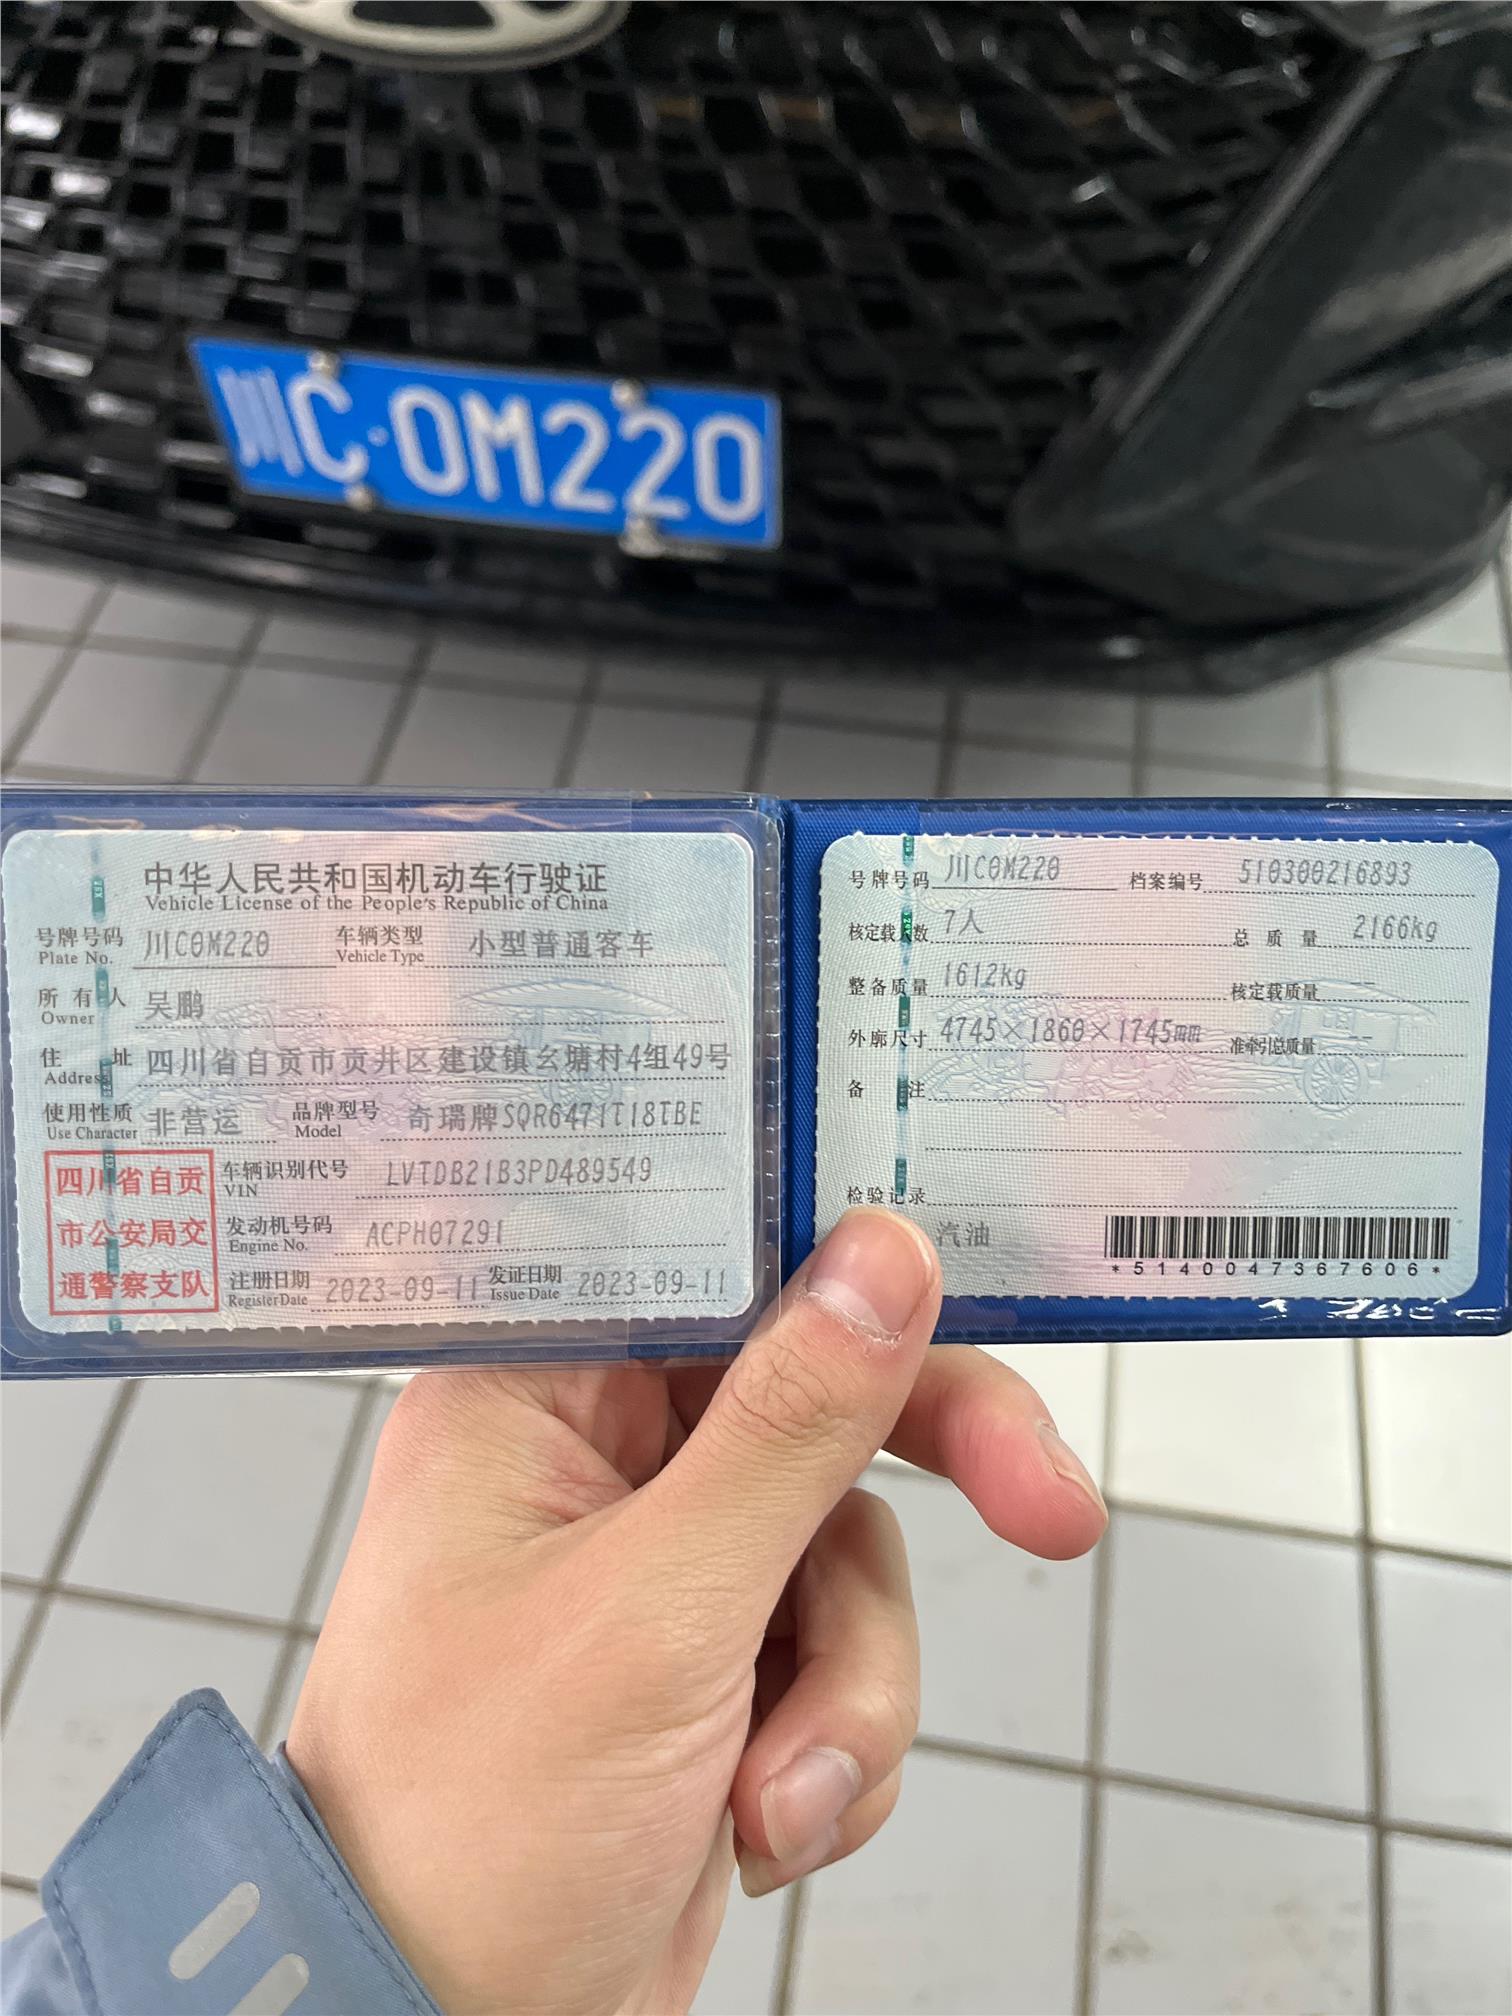 川C·0M220
中华人民共和国机动车行驶证
Vehicle License of the People's Republic of China
号牌号码 川C0M220 车辆类型 小型普通客车
Plate No. Vehicle Type
所有人 吴鹏
Owner
住址 四川省自贡市贡井区建设镇幺塘村4组49号
Address
使用性质 非营运 品牌型号 奇瑞牌SQR6471T18TBE
Use Character Model
四川省自贡
市公安局交
通警察支队
车辆识别代号 LVTDB21B3PD489549
VIN
发动机号码 ACPH07291
Engine No.
注册日期 2023-09-11 发证日期 2023-09-11
Register Date Issue Date
号牌号码 川C0M220 档案编号 510300216893
核定载人数 7人 总质量 2166kg
整备质量 1612kg 核定载质量 --
外廓尺寸 4745×1860×1745mm 准牵引总质量 --
备注
检验记录
汽油
*5140047367606*